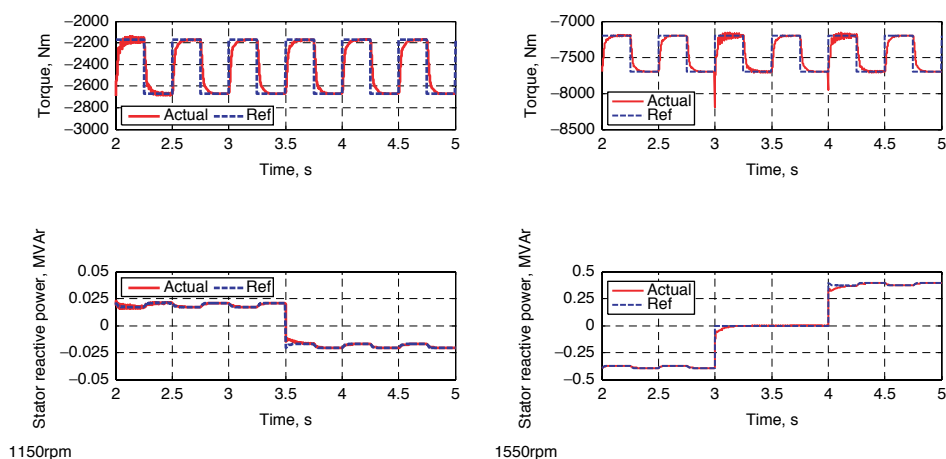 Torque, Nm
–2000
–2200
–2400
–2600
–2800
–3000
Actual Ref
2 2.5 3 3.5 4 4.5 5
Time, s
Torque, Nm
–7000
–7500
–8000
–8500
Actual
Ref
2 2.5 3 3.5 4 4.5 5
Time, s
Stator reactive power, MVAr
0.05
0.025
0
–0.025
–0.05
Actual Ref
2 2.5 3 3.5 4 4.5 5
Time, s
1150rpm
Stator reactive power, MVAr
0.5
0.25
0
–0.25
–0.5
Actual
Ref
2 2.5 3 3.5 4 4.5 5
Time, s
1550rpm